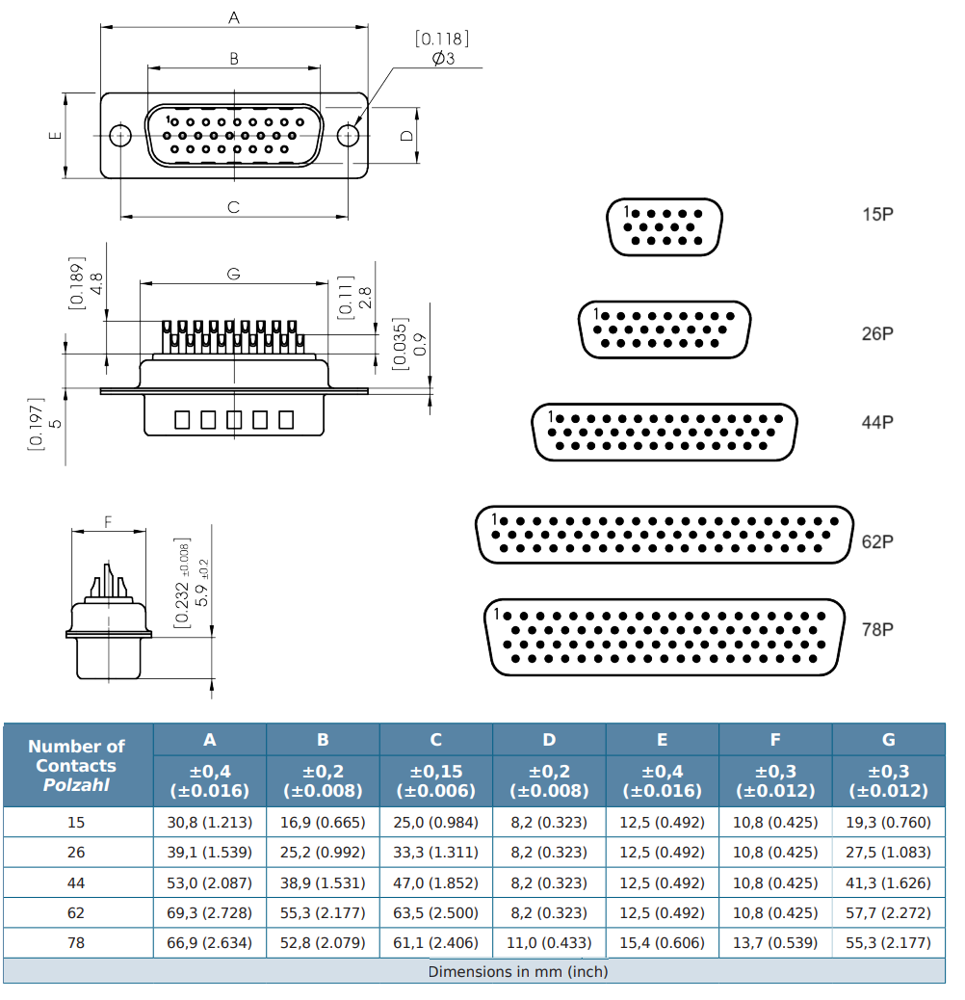 A
[0.118]
Ø3
B
1
E
D
C
15P
1
[0.189]
4.8
G
[0.11]
2.8
[0.035]
0.9
[0.197]
5
26P
1
44P
1
62P
1
78P
1
F
[0.232 ±0.008]
5.9 ±0.2
Number of Contacts Polzahl | A | B | C | D | E | F | G
±0,4 (±0.016) | ±0,2 (±0.008) | ±0,15 (±0.006) | ±0,2 (±0.008) | ±0,4 (±0.016) | ±0,3 (±0.012) | ±0,3 (±0.012)
15 | 30,8 (1.213) | 16,9 (0.665) | 25,0 (0.984) | 8,2 (0.323) | 12,5 (0.492) | 10,8 (0.425) | 19,3 (0.760)
26 | 39,1 (1.539) | 25,2 (0.992) | 33,3 (1.311) | 8,2 (0.323) | 12,5 (0.492) | 10,8 (0.425) | 27,5 (1.083)
44 | 53,0 (2.087) | 38,9 (1.531) | 47,0 (1.852) | 8,2 (0.323) | 12,5 (0.492) | 10,8 (0.425) | 41,3 (1.626)
62 | 69,3 (2.728) | 55,3 (2.177) | 63,5 (2.500) | 8,2 (0.323) | 12,5 (0.492) | 10,8 (0.425) | 57,7 (2.272)
78 | 66,9 (2.634) | 52,8 (2.079) | 61,1 (2.406) | 11,0 (0.433) | 15,4 (0.606) | 13,7 (0.539) | 55,3 (2.177)
Dimensions in mm (inch)